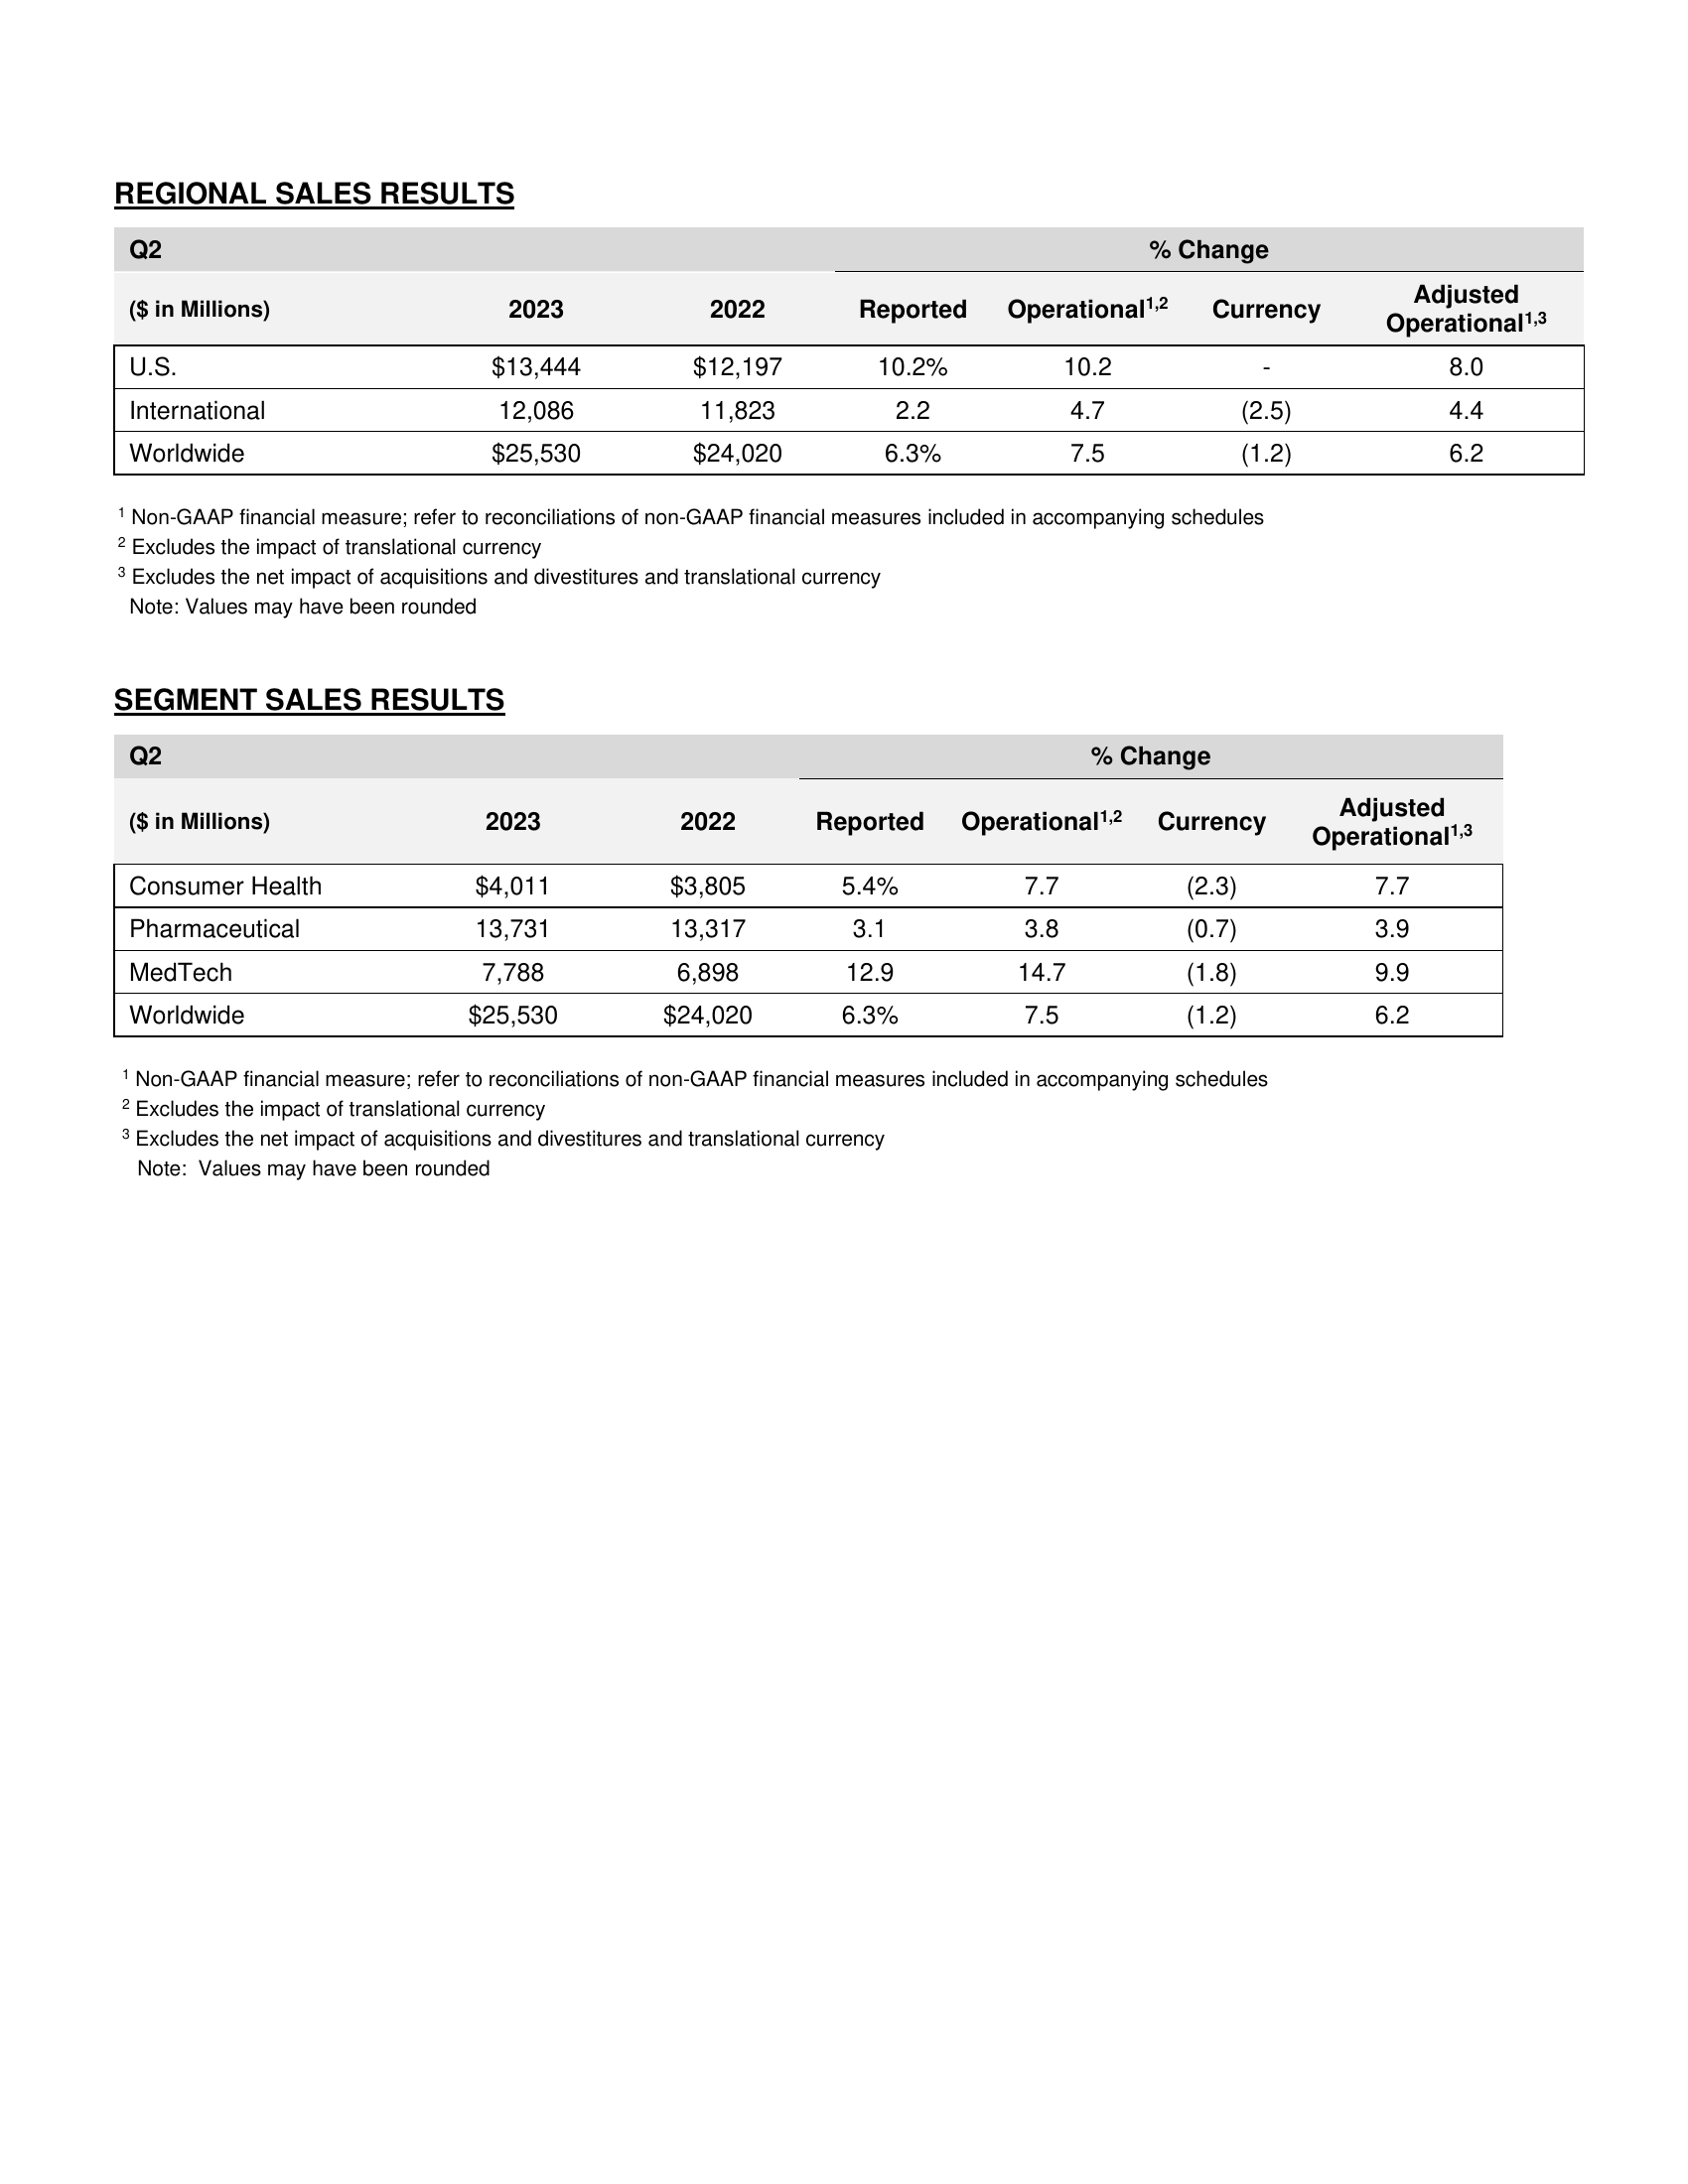 REGIONAL SALES RESULTS
Q2 % Change
($ in Millions) 2023 2022 Reported Operational1,2 Currency Adjusted Operational1,3
U.S. $13,444 $12,197 10.2% 10.2 - 8.0
International 12,086 11,823 2.2 4.7 (2.5) 4.4
Worldwide $25,530 $24,020 6.3% 7.5 (1.2) 6.2
1 Non-GAAP financial measure; refer to reconciliations of non-GAAP financial measures included in accompanying schedules
2 Excludes the impact of translational currency
3 Excludes the net impact of acquisitions and divestitures and translational currency
Note: Values may have been rounded
SEGMENT SALES RESULTS
Q2 % Change
($ in Millions) 2023 2022 Reported Operational1,2 Currency Adjusted Operational1,3
Consumer Health $4,011 $3,805 5.4% 7.7 (2.3) 7.7
Pharmaceutical 13,731 13,317 3.1 3.8 (0.7) 3.9
MedTech 7,788 6,898 12.9 14.7 (1.8) 9.9
Worldwide $25,530 $24,020 6.3% 7.5 (1.2) 6.2
1 Non-GAAP financial measure; refer to reconciliations of non-GAAP financial measures included in accompanying schedules
2 Excludes the impact of translational currency
3 Excludes the net impact of acquisitions and divestitures and translational currency
Note: Values may have been rounded